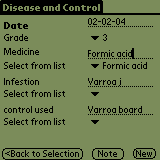 Disease and Control
Date 02-02-04
Grade 3
Medicine Formic acid
Select from list Formic acid
Infestion Varroa j
Select from list
control used Varroa board
Select from list
<Back to Selection Note New